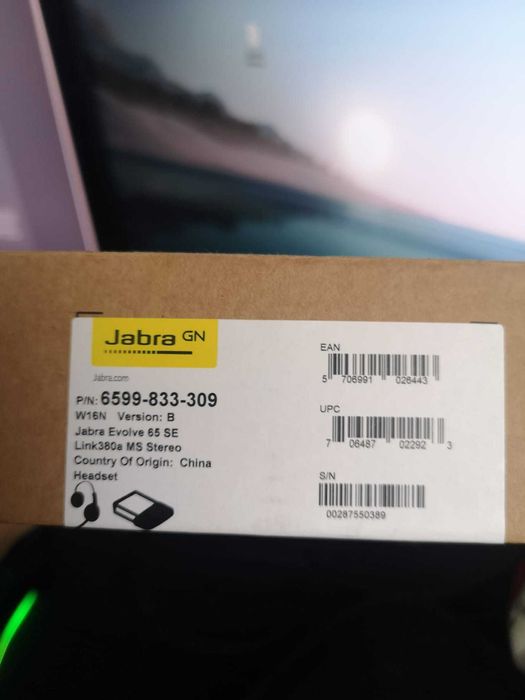 Jabra GN
Jabra.com
P/N: 6599-833-309
W16N Version: B
Jabra Evolve 65 SE
Link380a MS Stereo
Country Of Origin: China
Headset
EAN
5 706991 026443
UPC
7 06487 02292 3
S/N
00287550389